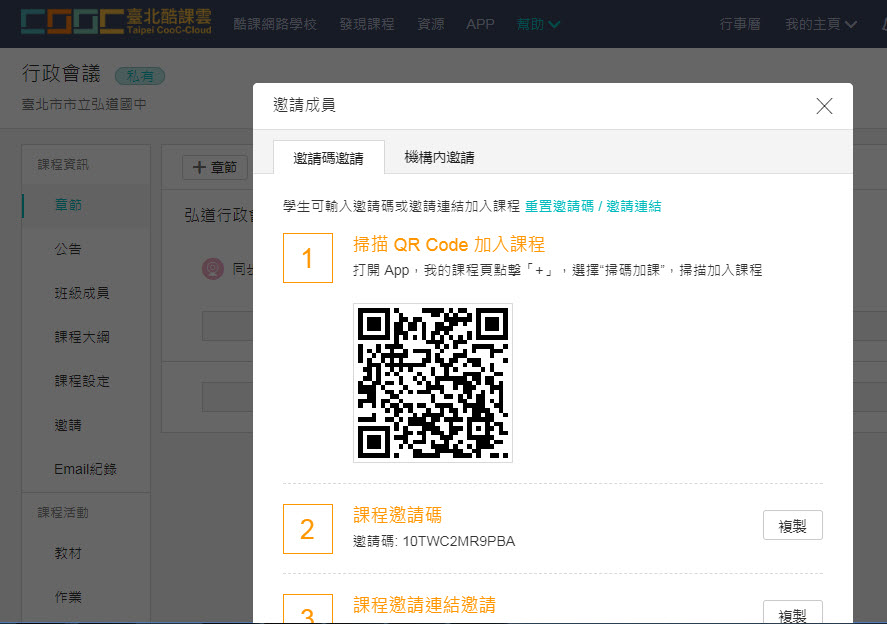 臺北酷課雲
Taipei CooC-Cloud
酷課網路學校 發現課程 資源 APP 幫助 行事曆 我的主頁
行政會議 私有
臺北市市立弘道國中
邀請成員
邀請碼邀請 機構內邀請
課程資訊
章節
公告
班級成員
課程大綱
課程設定
邀請
Email紀錄
課程活動
教材
作業
+ 章節
弘道行政會
同步
學生可輸入邀請碼或邀請連結加入課程 重置邀請碼 / 邀請連結
1 掃描 QR Code 加入課程
打開 App，我的課程頁點擊「+」，選擇“掃碼加課”，掃描加入課程
2 課程邀請碼
邀請碼: 10TWC2MR9PBA
複製
3 課程邀請連結邀請
複製